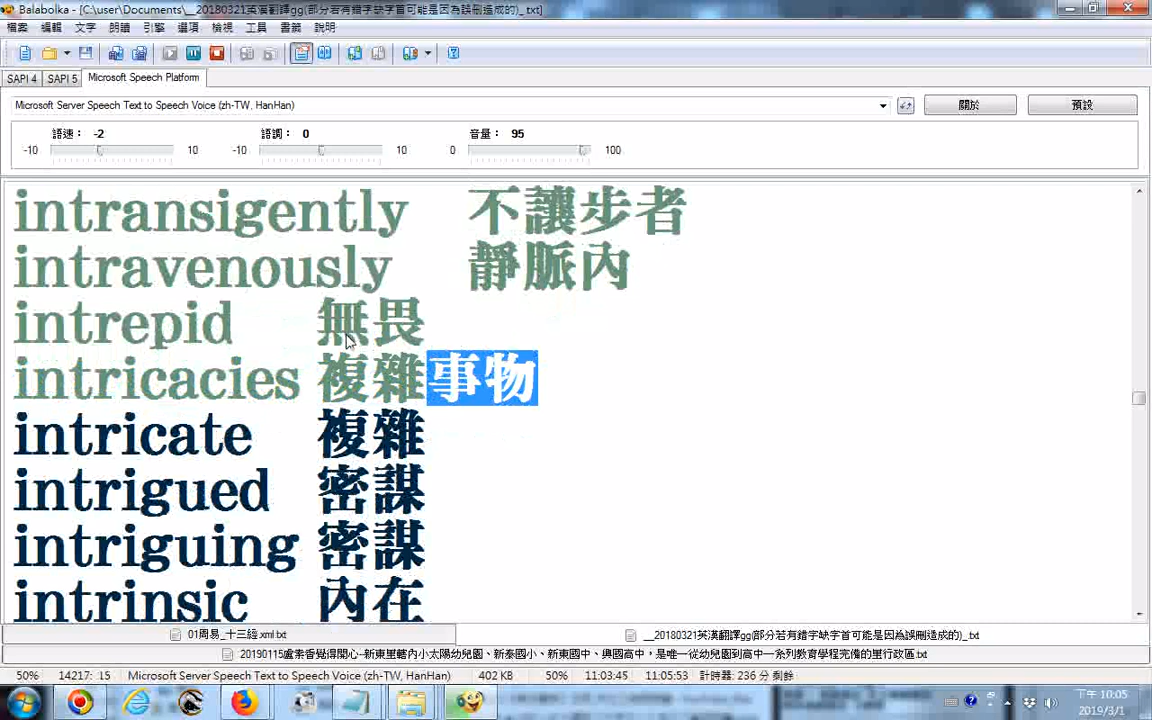 Balabolka - [C:\user\Documents\__20180321英漢翻譯gg(部分若有錯字缺字首可能是因為誤刪造成的)_.txt]
檔案 編輯 文字 朗讀 引擎 選項 檢視 工具 書籤 說明
SAPI 4 SAPI 5 Microsoft Speech Platform
Microsoft Server Speech Text to Speech Voice (zh-TW, HanHan) 關於 預設
語速： -2 語調： 0 音量： 95
-10 10 -10 10 0 100
intransigently 不讓步者
intravenously 靜脈內
intrepid 無畏
intricacies 複雜事物
intricate 複雜
intrigued 密謀
intriguing 密謀
intrinsic 內在
01周易_十三經.xml.txt __20180321英漢翻譯gg(部分若有錯字缺字首可能是因為誤刪造成的)_.txt
20190115盧素香覺得開心-新東里轄內小太陽幼兒園、新泰國小、新東國中、興國高中，是唯一從幼兒園到高中一系列教育學程完備的里行政區.txt
50% 14217: 15 Microsoft Server Speech Text to Speech Voice (zh-TW, HanHan) 402 KB 50% 11:03:45 11:05:53 計時器: 236 分 剩餘
下午 10:05
2019/3/1